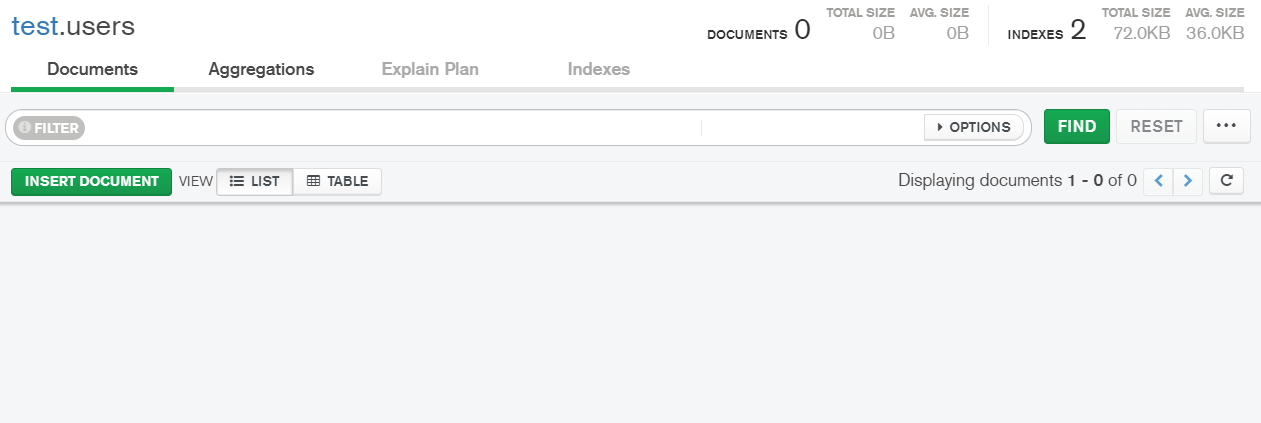 test.users
DOCUMENTS 0 TOTAL SIZE 0B AVG. SIZE 0B INDEXES 2 TOTAL SIZE 72.0KB AVG. SIZE 36.0KB
Documents Aggregations Explain Plan Indexes
FILTER OPTIONS FIND RESET ...
INSERT DOCUMENT VIEW LIST TABLE Displaying documents 1 - 0 of 0